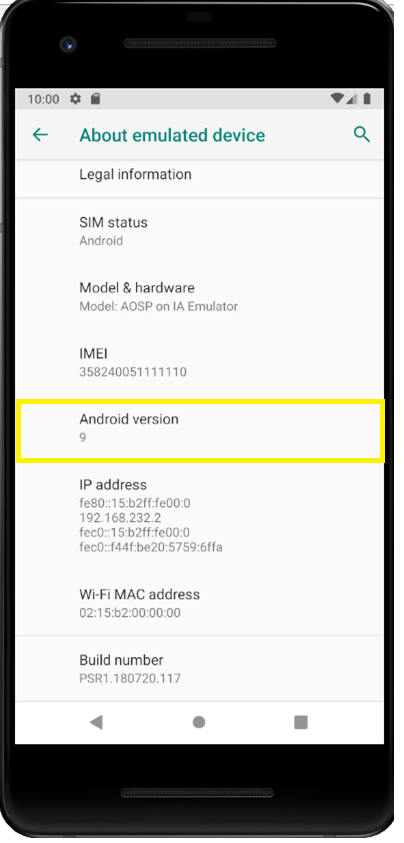 10:00
About emulated device
Legal information
SIM status
Android
Model & hardware
Model: AOSP on IA Emulator
IMEI
358240051111110
Android version
9
IP address
fe80::15:b2ff:fe00:0
192.168.232.2
fec0::15:b2ff:fe00:0
fec0::f44f:be20:5759:6ffa
Wi-Fi MAC address
02:15:b2:00:00:00
Build number
PSR1.180720.117